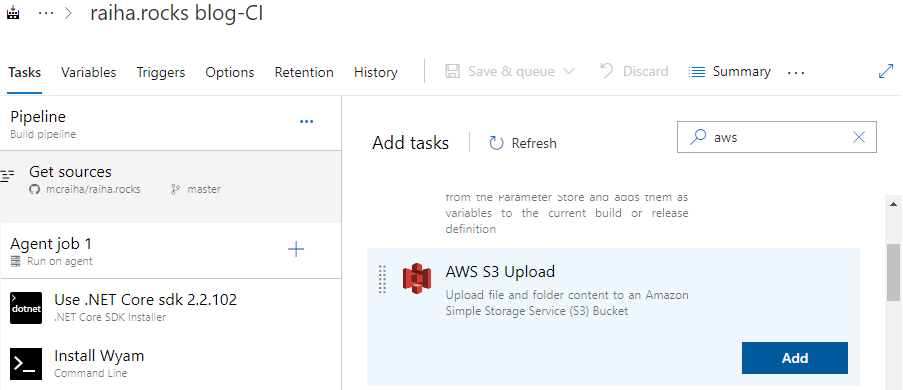 ··· > raiha.rocks blog-CI
Tasks Variables Triggers Options Retention History Save & queue Discard Summary ...
Pipeline
Build pipeline
...
Get sources
mcraiha/raiha.rocks master
Agent job 1
Run on agent
dotnet
Use .NET Core sdk 2.2.102
.NET Core SDK Installer
Install Wyam
Command Line
Add tasks Refresh
aws
from the Parameter Store and adds them as
variables to the current build or release
definition
AWS S3 Upload
Upload file and folder content to an Amazon
Simple Storage Service (S3) Bucket
Add